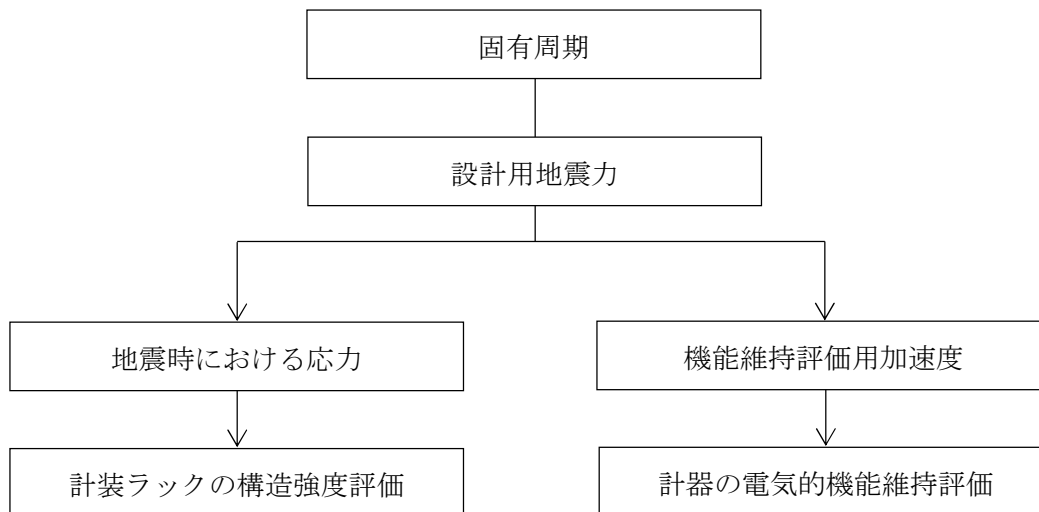 固有周期
設計用地震力
地震時における応力
機能維持評価用加速度
計装ラックの構造強度評価
計器の電気的機能維持評価